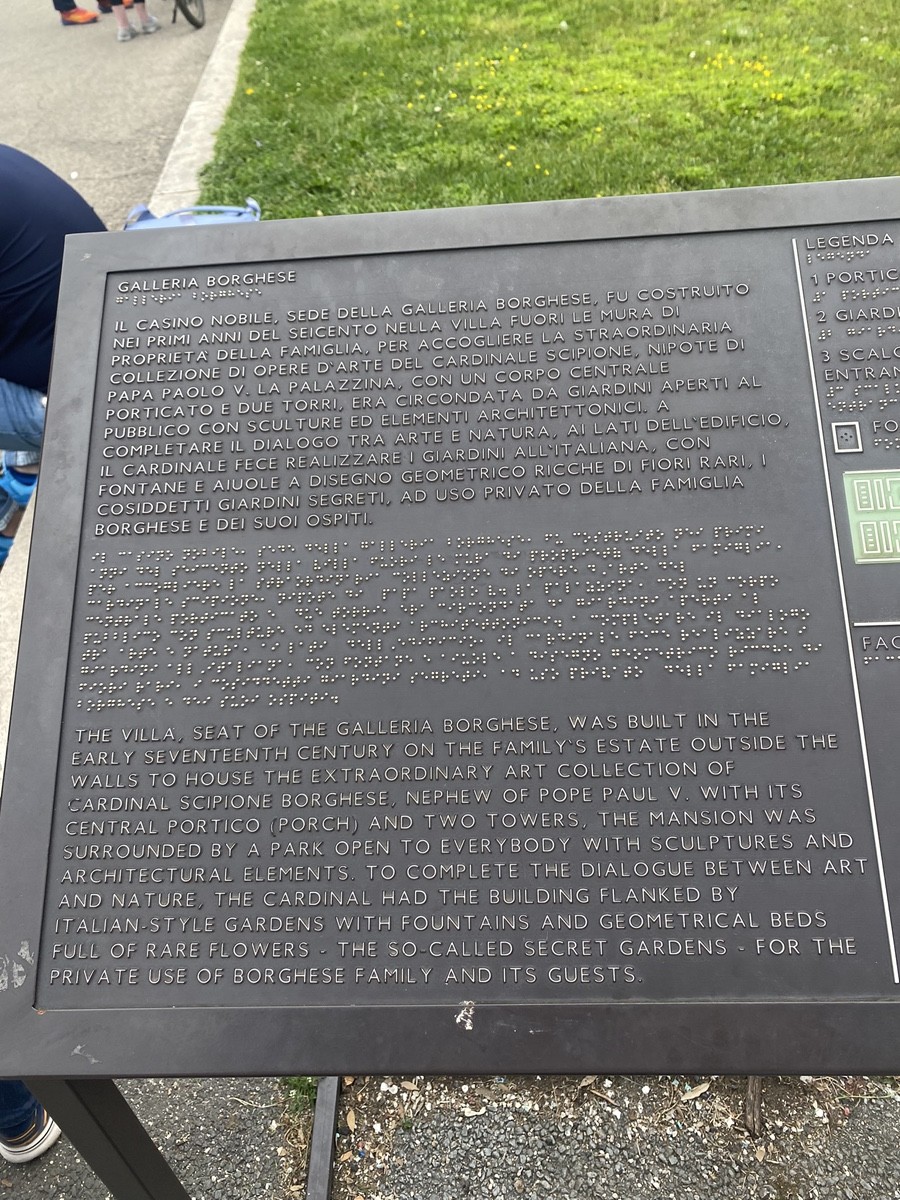 GALLERIA BORGHESE
IL CASINO NOBILE, SEDE DELLA GALLERIA BORGHESE, FU COSTRUITO
NEI PRIMI ANNI DEL SEICENTO NELLA VILLA FUORI LE MURA DI
PROPRIETA' DELLA FAMIGLIA, PER ACCOGLIERE LA STRAORDINARIA
COLLEZIONE DI OPERE D'ARTE DEL CARDINALE SCIPIONE, NIPOTE DI
PAPA PAOLO V. LA PALAZZINA, CON UN CORPO CENTRALE
PORTICATO E DUE TORRI, ERA CIRCONDATA DA GIARDINI APERTI AL
PUBBLICO CON SCULTURE ED ELEMENTI ARCHITETTONICI. A
COMPLETARE IL DIALOGO TRA ARTE E NATURA, AI LATI DELL'EDIFICIO,
IL CARDINALE FECE REALIZZARE I GIARDINI ALL'ITALIANA, CON
FONTANE E AIUOLE A DISEGNO GEOMETRICO RICCHE DI FIORI RARI, I
COSIDDETTI GIARDINI SEGRETI, AD USO PRIVATO DELLA FAMIGLIA
BORGHESE E DEI SUOI OSPITI.
THE VILLA, SEAT OF THE GALLERIA BORGHESE, WAS BUILT IN THE
EARLY SEVENTEENTH CENTURY ON THE FAMILY'S ESTATE OUTSIDE THE
WALLS TO HOUSE THE EXTRAORDINARY ART COLLECTION OF
CARDINAL SCIPIONE BORGHESE, NEPHEW OF POPE PAUL V. WITH ITS
CENTRAL PORTICO (PORCH) AND TWO TOWERS, THE MANSION WAS
SURROUNDED BY A PARK OPEN TO EVERYBODY WITH SCULPTURES AND
ARCHITECTURAL ELEMENTS. TO COMPLETE THE DIALOGUE BETWEEN ART
AND NATURE, THE CARDINAL HAD THE BUILDING FLANKED BY
ITALIAN-STYLE GARDENS WITH FOUNTAINS AND GEOMETRICAL BEDS
FULL OF RARE FLOWERS - THE SO-CALLED SECRET GARDENS - FOR THE
PRIVATE USE OF BORGHESE FAMILY AND ITS GUESTS.
LEGENDA
1 PORTIC
2 GIARDI
3 SCALO
ENTRAN
FO
FAC